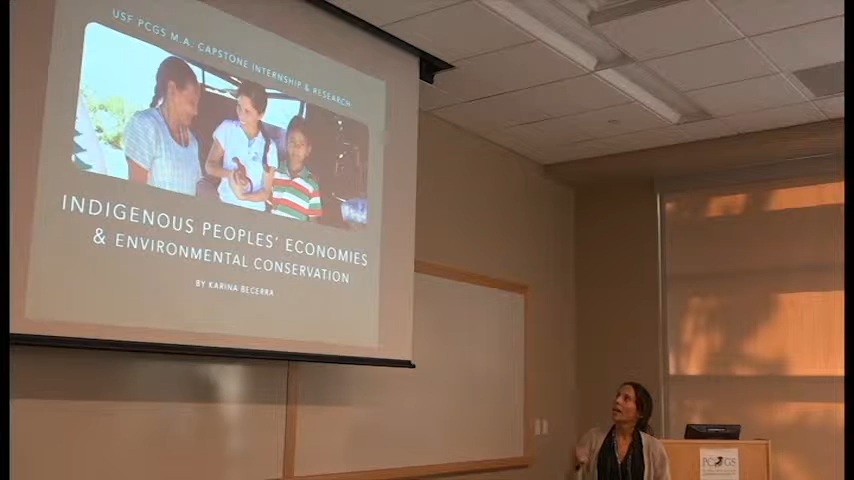 USF PCGS M.A. CAPSTONE INTERNSHIP & RESEARCH
INDIGENOUS PEOPLES' ECONOMIES
& ENVIRONMENTAL CONSERVATION
BY KARINA BECERRA
PCGS